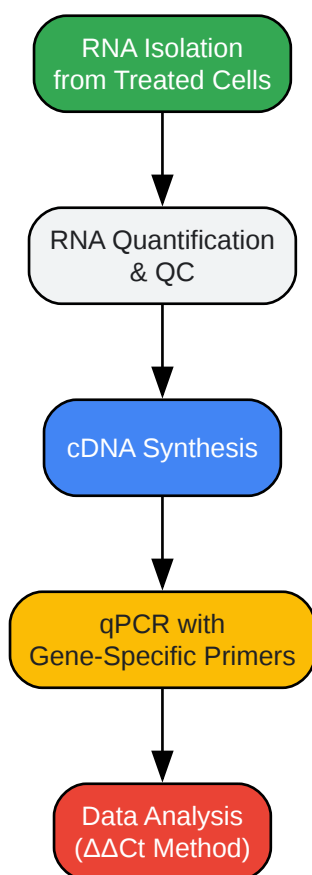 RNA Isolation
from Treated Cells
RNA Quantification
& QC
cDNA Synthesis
qPCR with
Gene-Specific Primers
Data Analysis
(ΔΔCt Method)